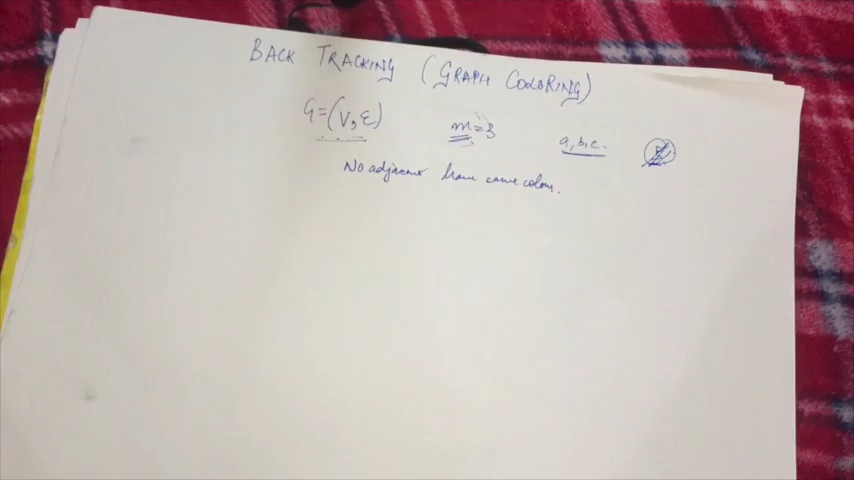 BACK TRACKING (GRAPH COLORING)
G=(V,E) m=3 a,b,c.
No adjacent have same colour.